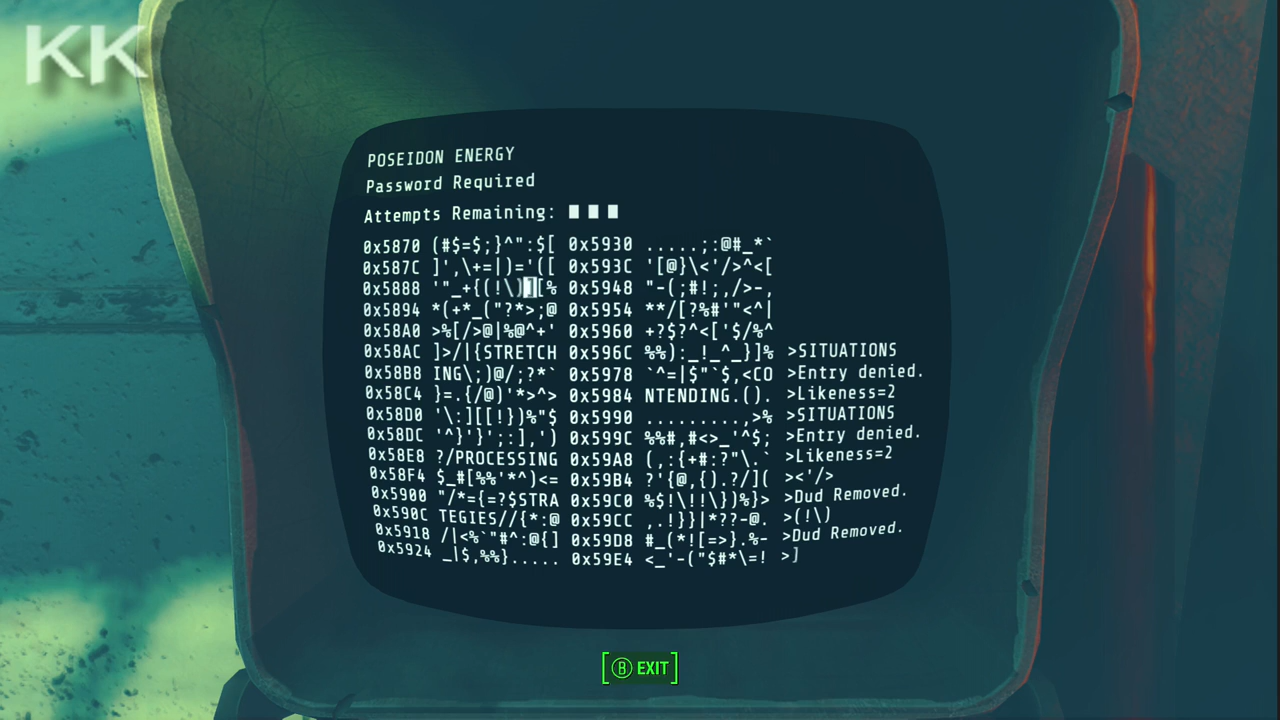 KK
POSEIDON ENERGY
Password Required
Attempts Remaining: ■ ■ ■
0x5870 (#$=$;}^":$[ 0x5930 .....;:@#_*`
0x587C ]',\+=|)='([ 0x593C '[@}\<'/>^<[
0x5888 '"_+{(!\)][% 0x5948 "-(;#!;,/>-,
0x5894 *(+*_("?*>;@ 0x5954 **/[?%#'"<^|
0x58A0 >%[/>@|%@^+' 0x5960 +?$?^<['$/%^
0x58AC ]>/|{STRETCH 0x596C %%):_!_^_}]% >SITUATIONS
0x58B8 ING\;)@/;?*` 0x5978 `^=|$"`$,<CO >Entry denied.
0x58C4 }=.{/@)'*>^> 0x5984 NTENDING.(). >Likeness=2
0x58D0 '\:][[!})%"$ 0x5990 .........,>% >SITUATIONS
0x58DC '^}'}';:],') 0x599C %%#,#<>_'^$; >Entry denied.
0x58E8 ?/PROCESSING 0x59A8 (,:{+#:?"\.` >Likeness=2
0x58F4 $_#[%%'*^)<= 0x59B4 ?'{@,{).?/]( ><'/>
0x5900 "/*={=?$STRA 0x59C0 %$!\!!\})%}> >Dud Removed.
0x590C TEGIES//{*:@ 0x59CC ,.!}}|*??-@. >(!\)
0x5918 /|<%`"#^:@{] 0x59D8 #_(*![=>}.%- >Dud Removed.
0x5924 _|$,%%}..... 0x59E4 <_'-("$#*\=! >]
Ⓑ EXIT